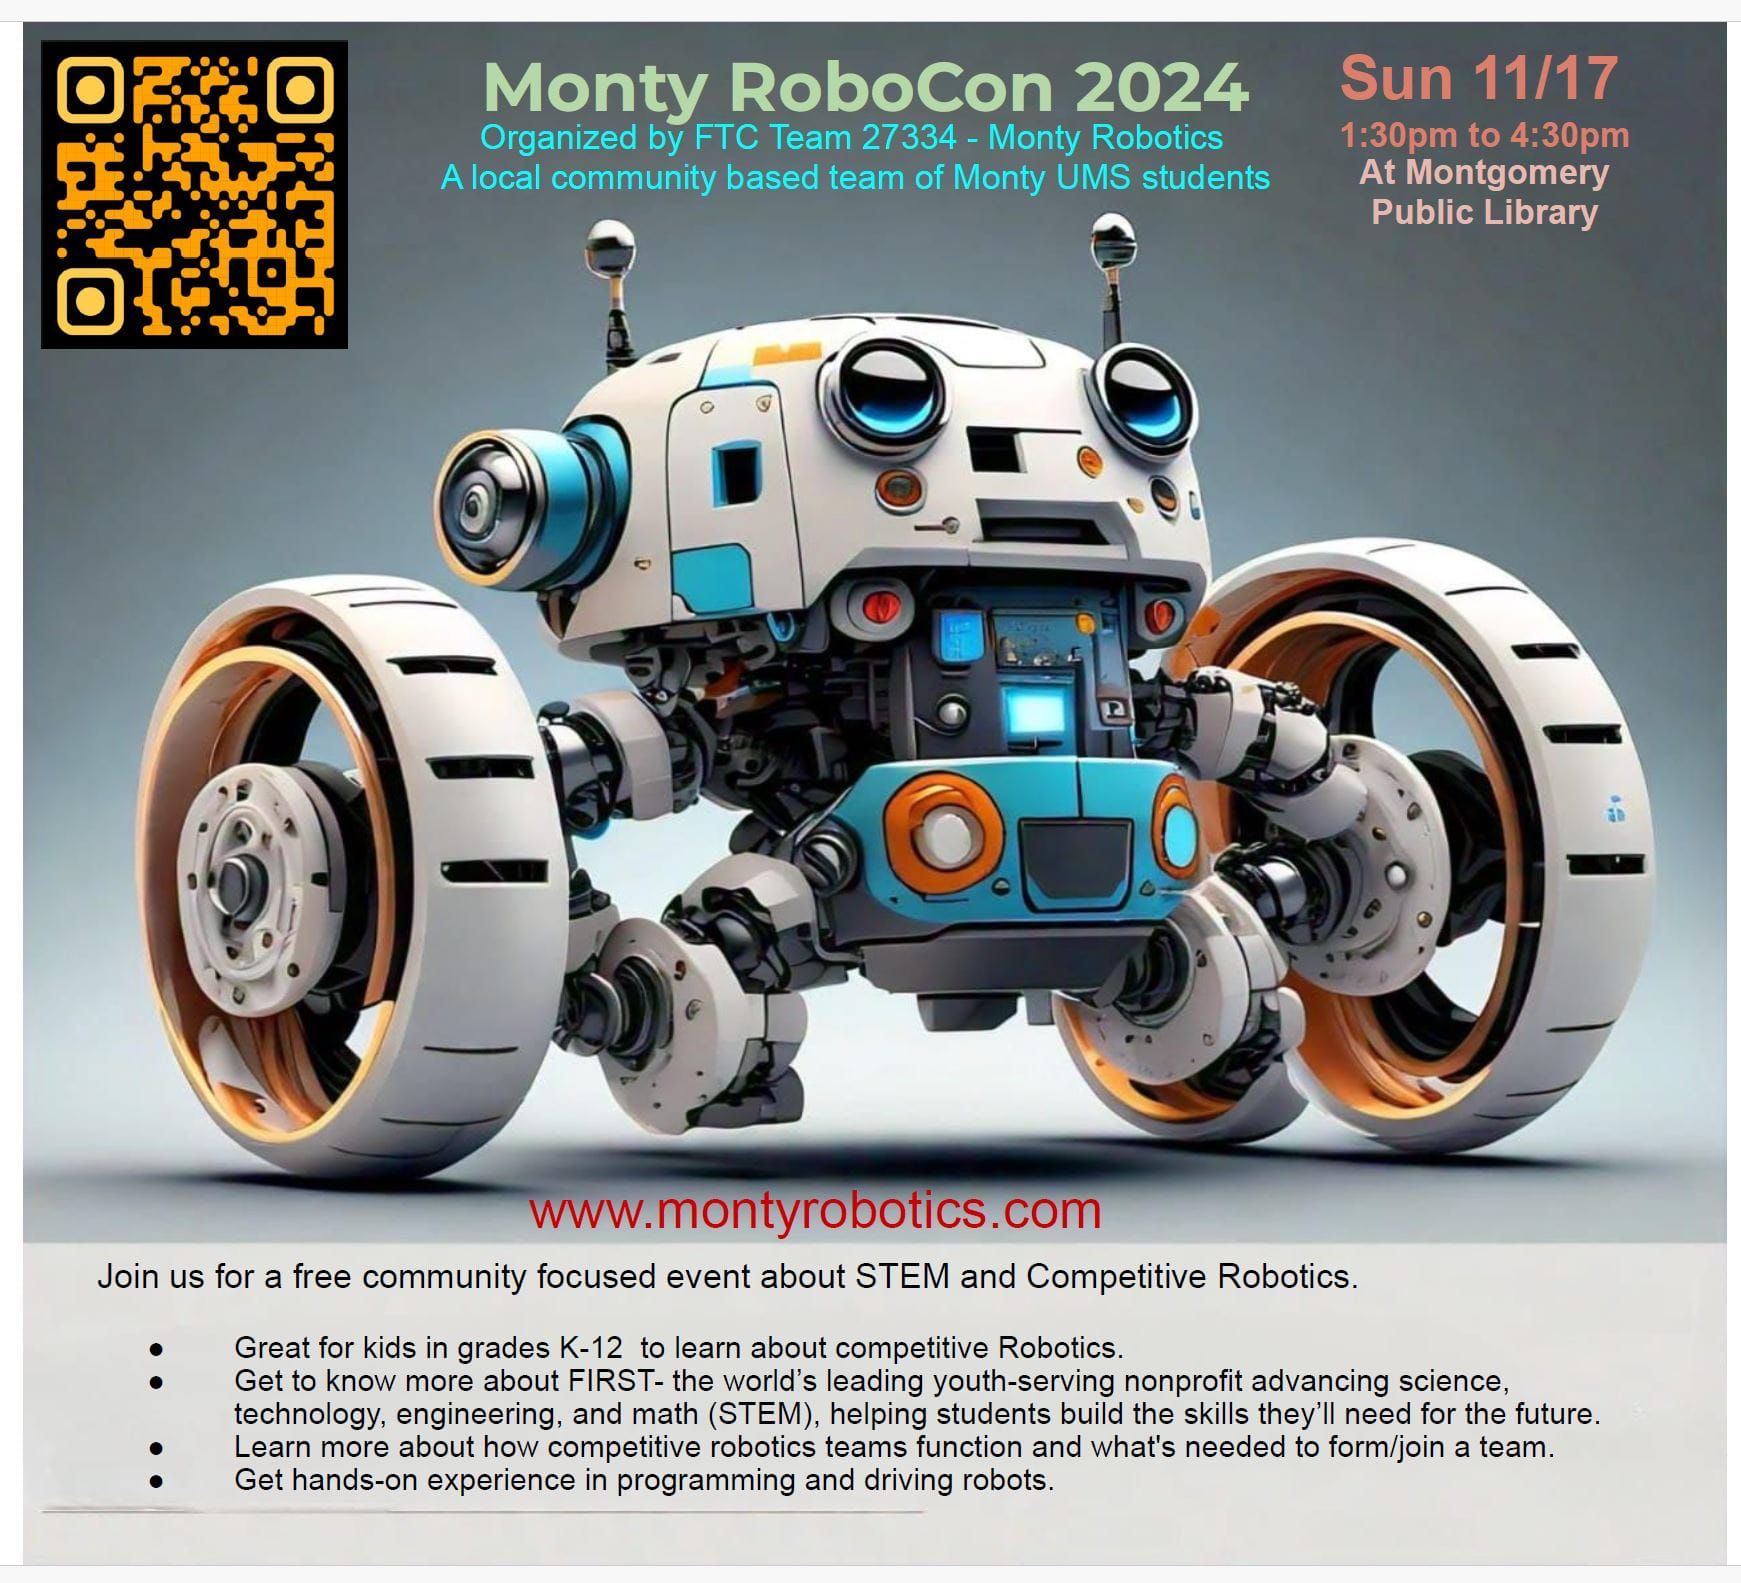 Monty RoboCon 2024
Organized by FTC Team 27334 - Monty Robotics
A local community based team of Monty UMS students
Sun 11/17
1:30pm to 4:30pm
At Montgomery
Public Library
www.montyrobotics.com
Join us for a free community focused event about STEM and Competitive Robotics.
● Great for kids in grades K-12  to learn about competitive Robotics.
● Get to know more about FIRST- the world’s leading youth-serving nonprofit advancing science,
technology, engineering, and math (STEM), helping students build the skills they’ll need for the future.
● Learn more about how competitive robotics teams function and what's needed to form/join a team.
● Get hands-on experience in programming and driving robots.